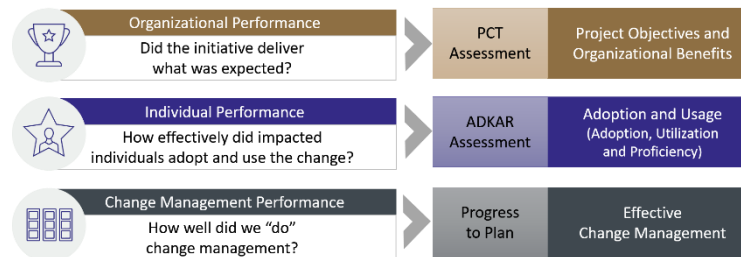 Organizational Performance
Did the initiative deliver
what was expected?
PCT
Assessment
Project Objectives and
Organizational Benefits
Individual Performance
How effectively did impacted
individuals adopt and use the change?
ADKAR
Assessment
Adoption and Usage
(Adoption, Utilization
and Proficiency)
Change Management Performance
How well did we “do”
change management?
Progress
to Plan
Effective
Change Management